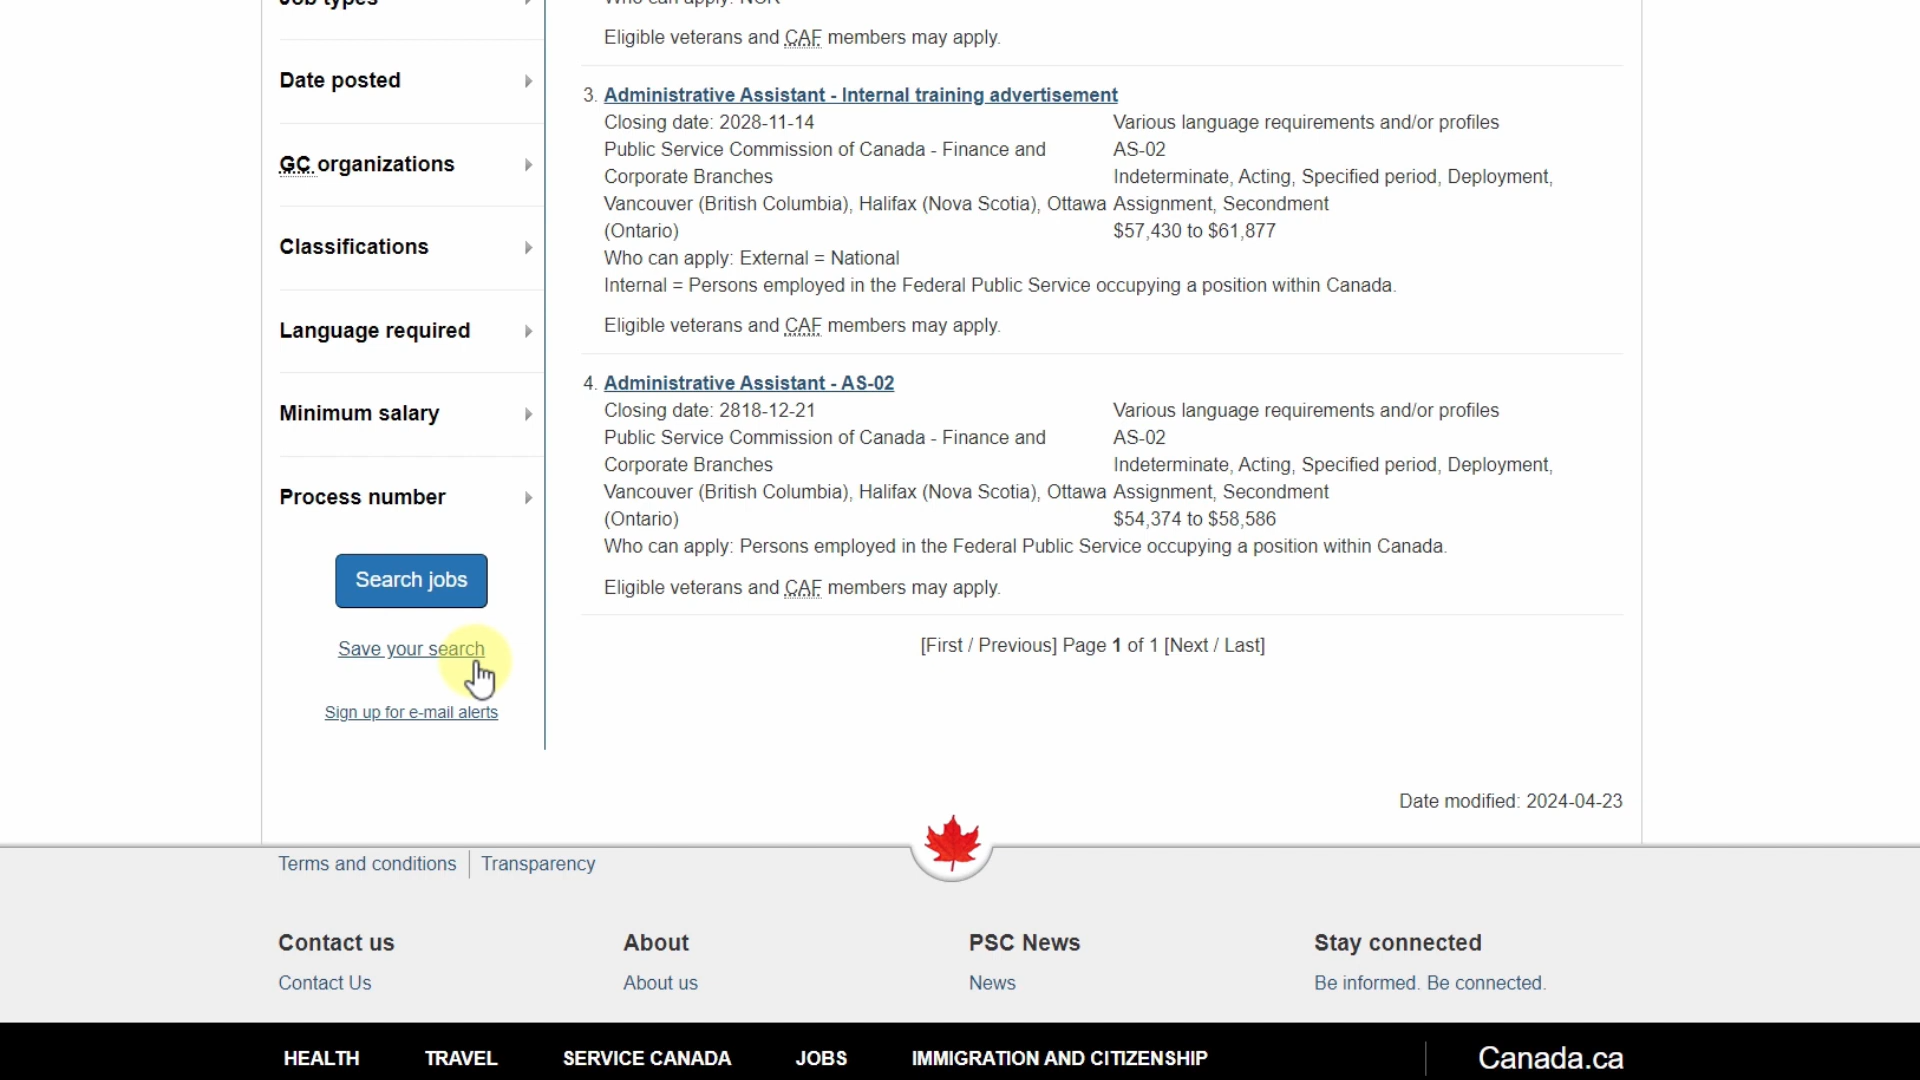 Job types
Date posted
GC organizations
Classifications
Language required
Minimum salary
Process number
Search jobs
Save your search
Sign up for e-mail alerts
Who can apply: NCR
Eligible veterans and CAF members may apply.
3. Administrative Assistant - Internal training advertisement
Closing date: 2028-11-14
Public Service Commission of Canada - Finance and
Corporate Branches
Vancouver (British Columbia), Halifax (Nova Scotia), Ottawa
(Ontario)
Various language requirements and/or profiles
AS-02
Indeterminate, Acting, Specified period, Deployment,
Assignment, Secondment
$57,430 to $61,877
Who can apply: External = National
Internal = Persons employed in the Federal Public Service occupying a position within Canada.
Eligible veterans and CAF members may apply.
4. Administrative Assistant - AS-02
Closing date: 2818-12-21
Public Service Commission of Canada - Finance and
Corporate Branches
Vancouver (British Columbia), Halifax (Nova Scotia), Ottawa
(Ontario)
Various language requirements and/or profiles
AS-02
Indeterminate, Acting, Specified period, Deployment,
Assignment, Secondment
$54,374 to $58,586
Who can apply: Persons employed in the Federal Public Service occupying a position within Canada.
Eligible veterans and CAF members may apply.
[First / Previous] Page 1 of 1 [Next / Last]
Date modified: 2024-04-23
Terms and conditions
Transparency
Contact us
Contact Us
About
About us
PSC News
News
Stay connected
Be informed. Be connected.
HEALTH TRAVEL SERVICE CANADA JOBS IMMIGRATION AND CITIZENSHIP
Canada.ca